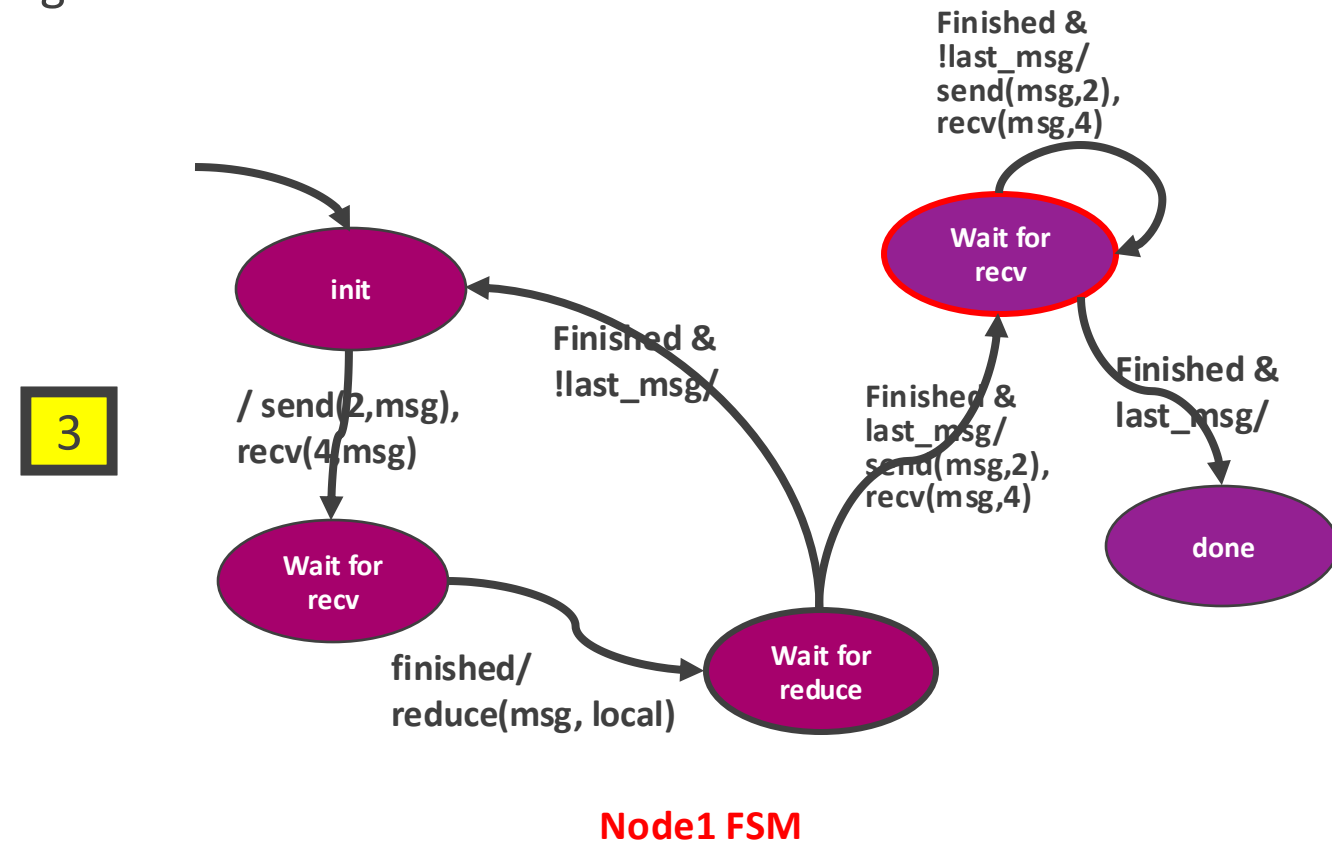 Finished &
!last_msg/
send(msg,2),
recv(msg,4)
Wait for
recv
init
Finished &
!last_msg/
Finished &
last_msg/
/ send(2,msg),
recv(4,msg)
Finished &
last_msg/
send(msg,2),
recv(msg,4)
3
Wait for
recv
done
finished/
reduce(msg, local)
Wait for
reduce
Node1 FSM